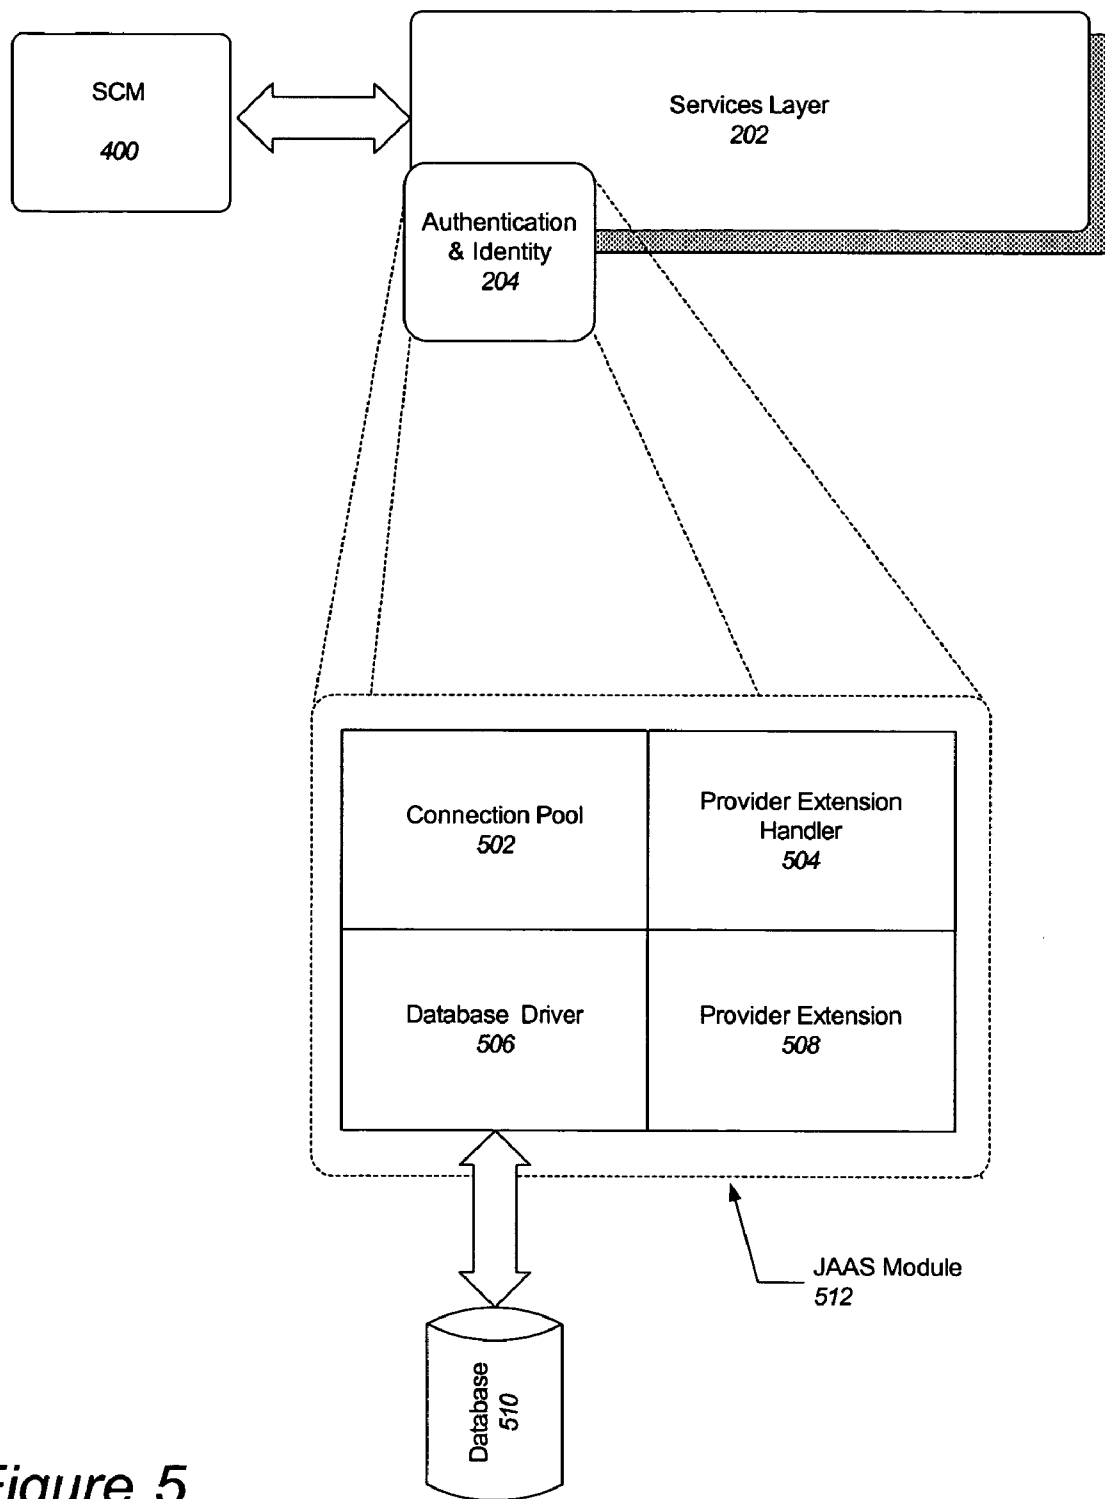 SCM
400
Services Layer
202
Authentication
& Identity
204
Connection Pool
502
Provider Extension
Handler
504
Database Driver
506
Provider Extension
508
JAAS Module
512
Database
510
Figure 5